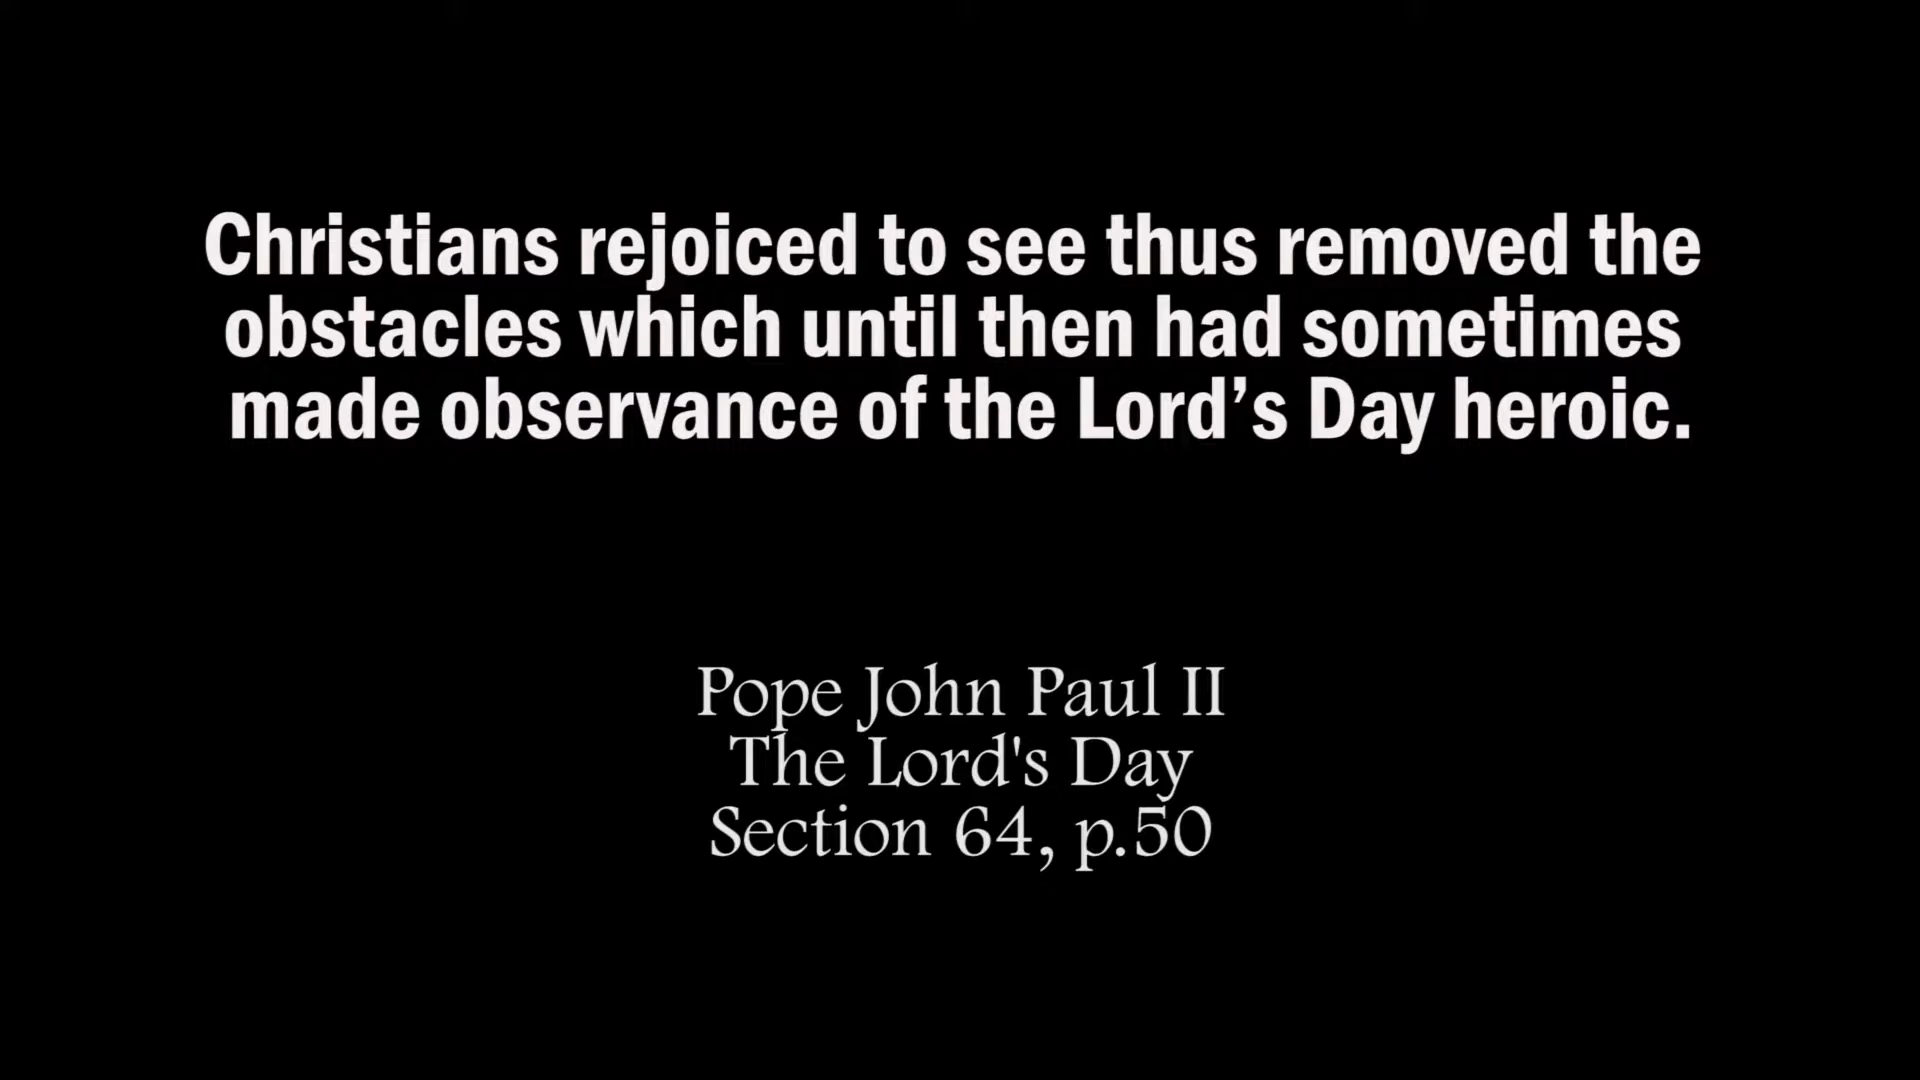 Christians rejoiced to see thus removed the
obstacles which until then had sometimes
made observance of the Lord’s Day heroic.
Pope John Paul II
The Lord's Day
Section 64, p.50